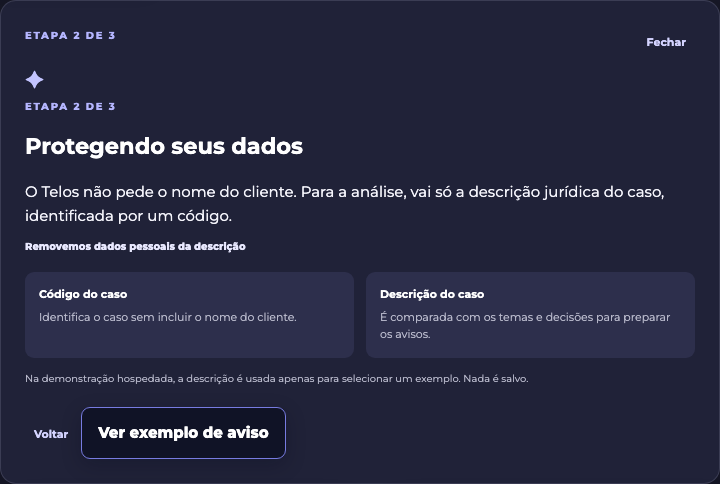 ETAPA 2 DE 3
Fechar
ETAPA 2 DE 3
Protegendo seus dados
O Telos não pede o nome do cliente. Para a análise, vai só a descrição jurídica do caso,
identificada por um código.
Removemos dados pessoais da descrição
Código do caso
Identifica o caso sem incluir o nome do cliente.
Descrição do caso
É comparada com os temas e decisões para preparar
os avisos.
Na demonstração hospedada, a descrição é usada apenas para selecionar um exemplo. Nada é salvo.
Voltar
Ver exemplo de aviso